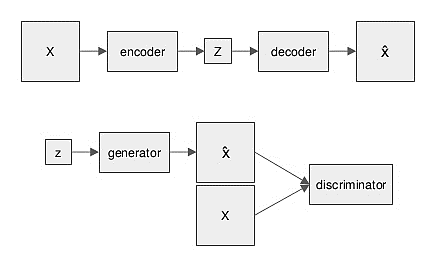 X encoder Z decoder x̂
z generator x̂
X
discriminator